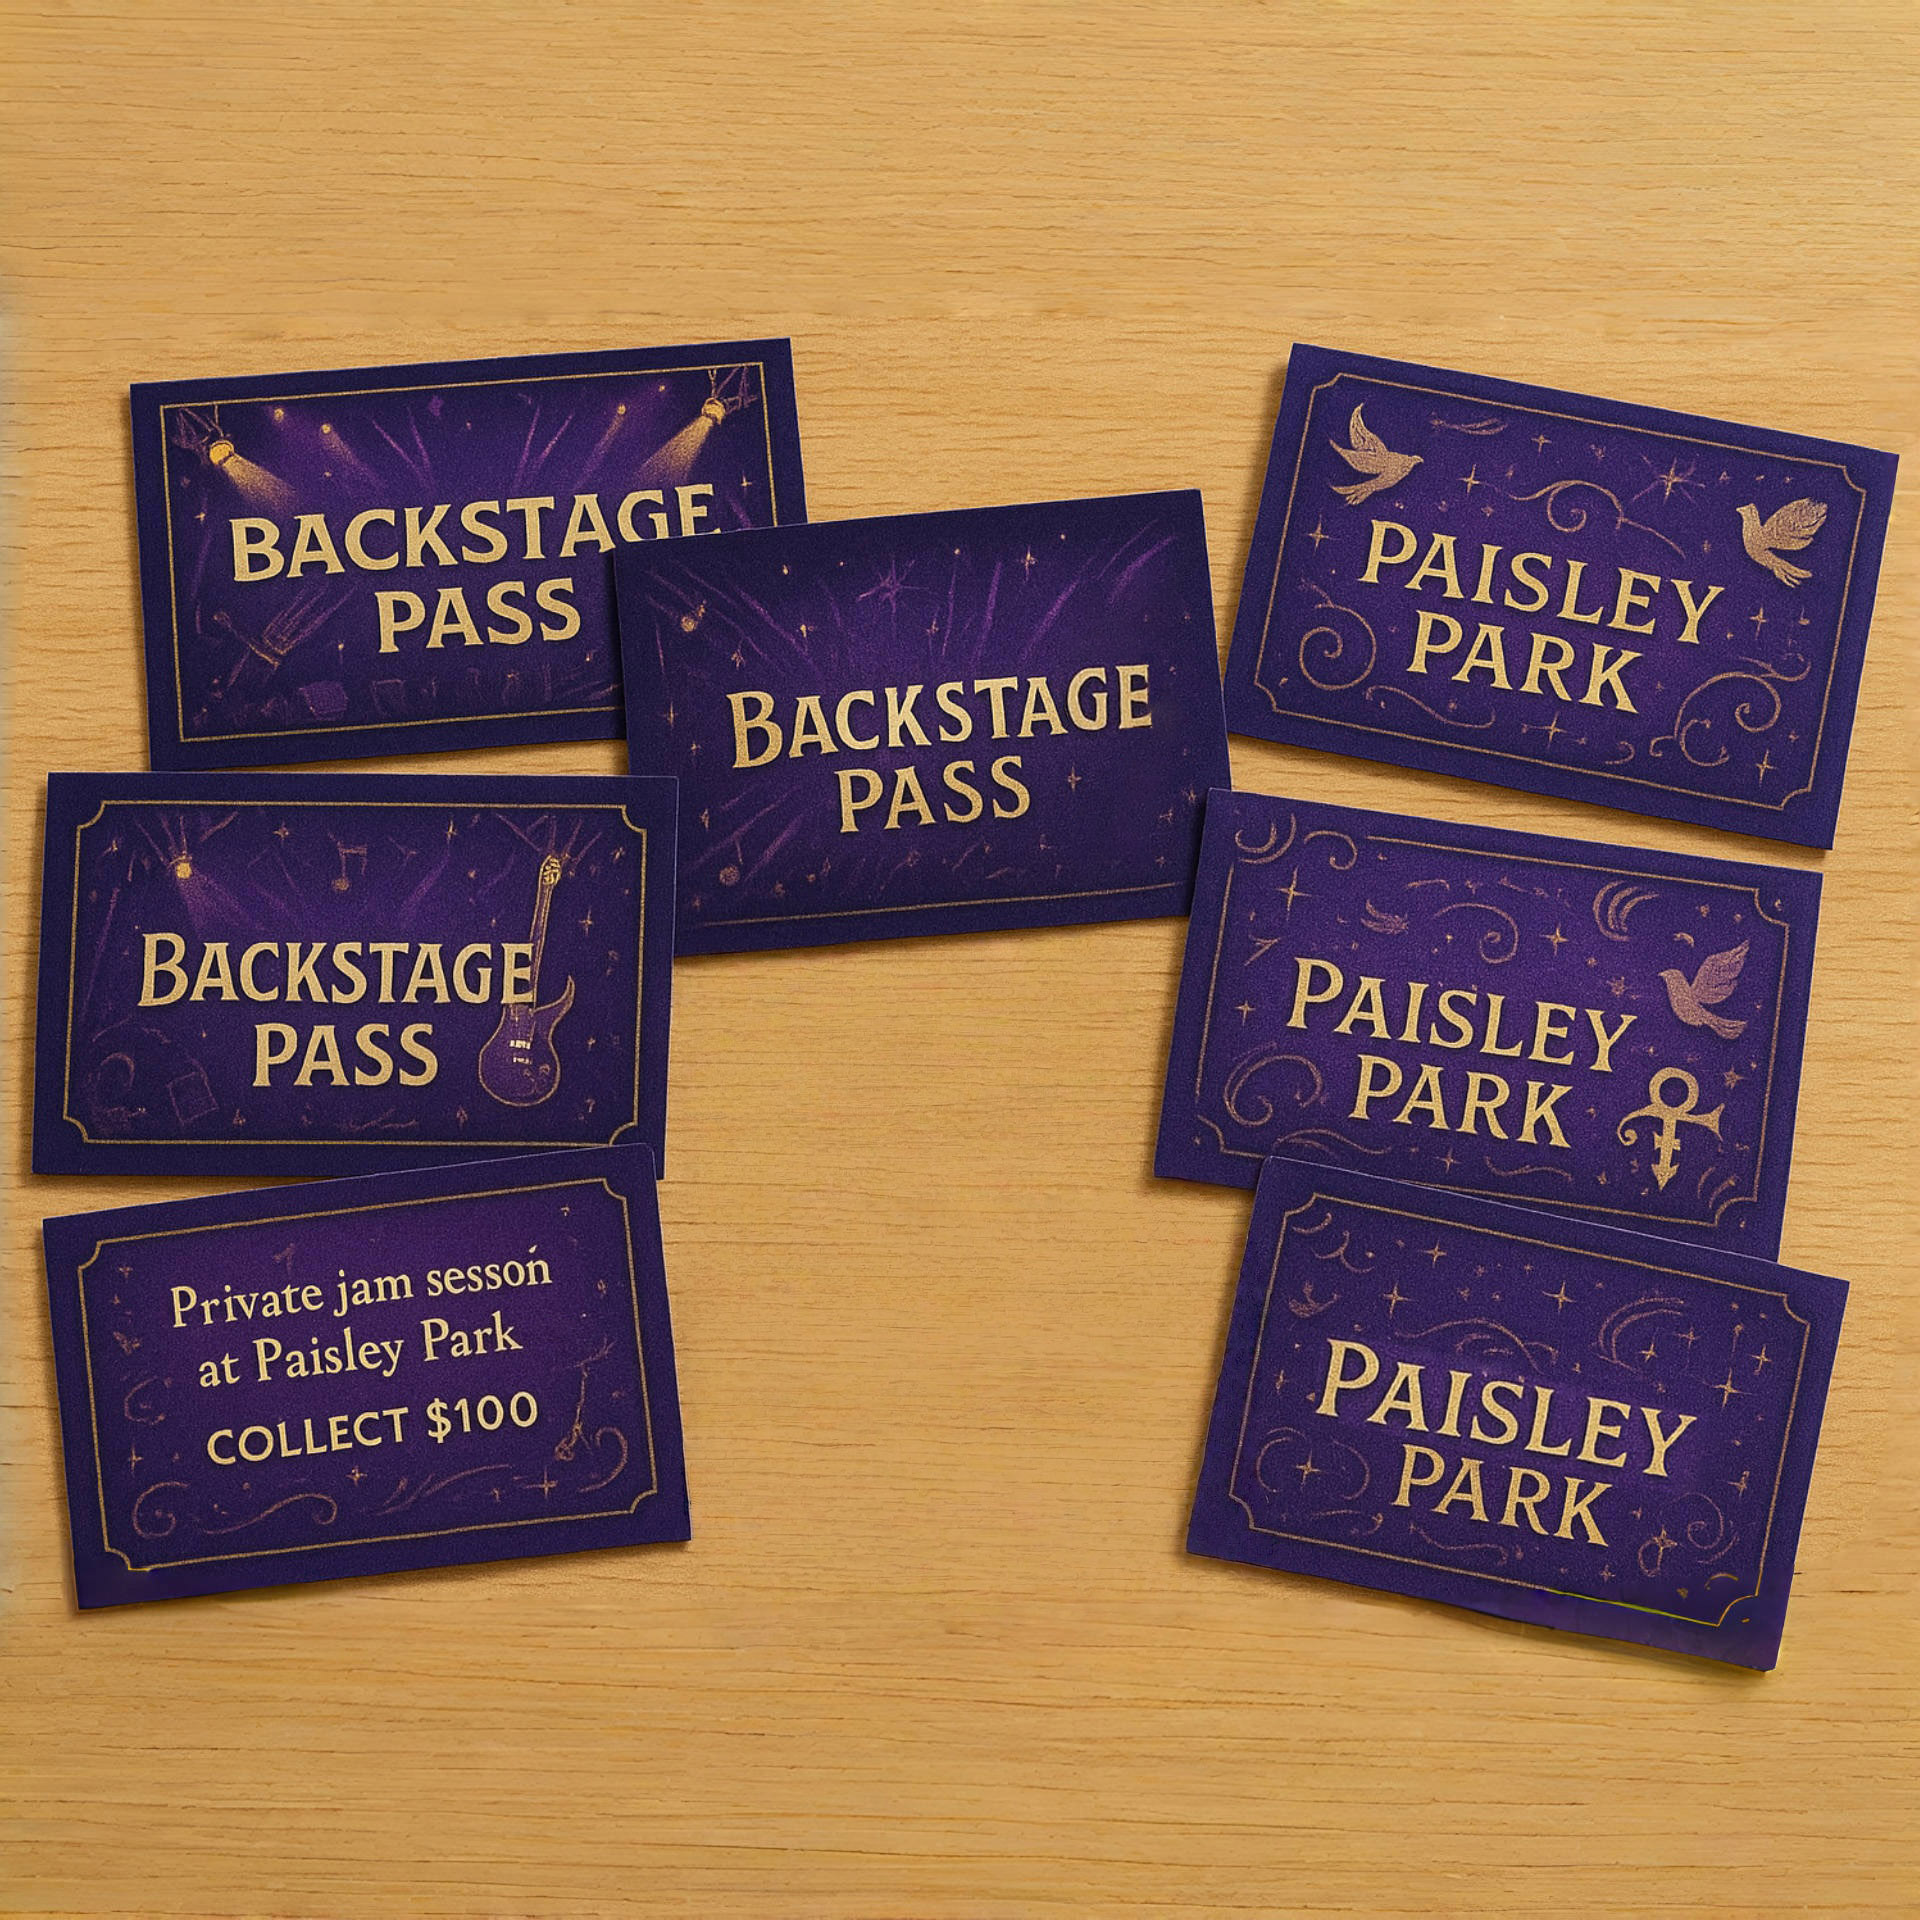 BACKSTAGE
PASS
BACKSTAGE
PASS
PAISLEY
PARK
BACKSTAGE
PASS
PAISLEY
PARK
Private jam sessoń
at Paisley Park
COLLECT $100
PAISLEY
PARK